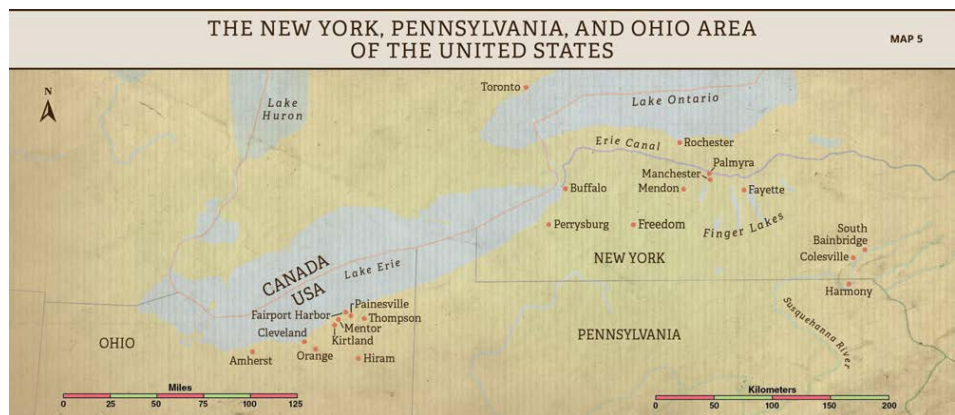 THE NEW YORK, PENNSYLVANIA, AND OHIO AREA
OF THE UNITED STATES
MAP 5
N
Lake
Huron
Toronto
Lake Ontario
Erie Canal
Rochester
Palmyra
Manchester
Mendon
Fayette
Buffalo
Perrysburg
Freedom
Finger Lakes
South
Bainbridge
Colesville
NEW YORK
Harmony
CANADA
USA
Lake Erie
Painesville
Fairport Harbor
Thompson
Mentor
Cleveland
Kirtland
OHIO
Amherst
Orange
Hiram
PENNSYLVANIA
Susquehanna River
Miles
0 25 50 75 100 125
Kilometers
0 50 100 150 200